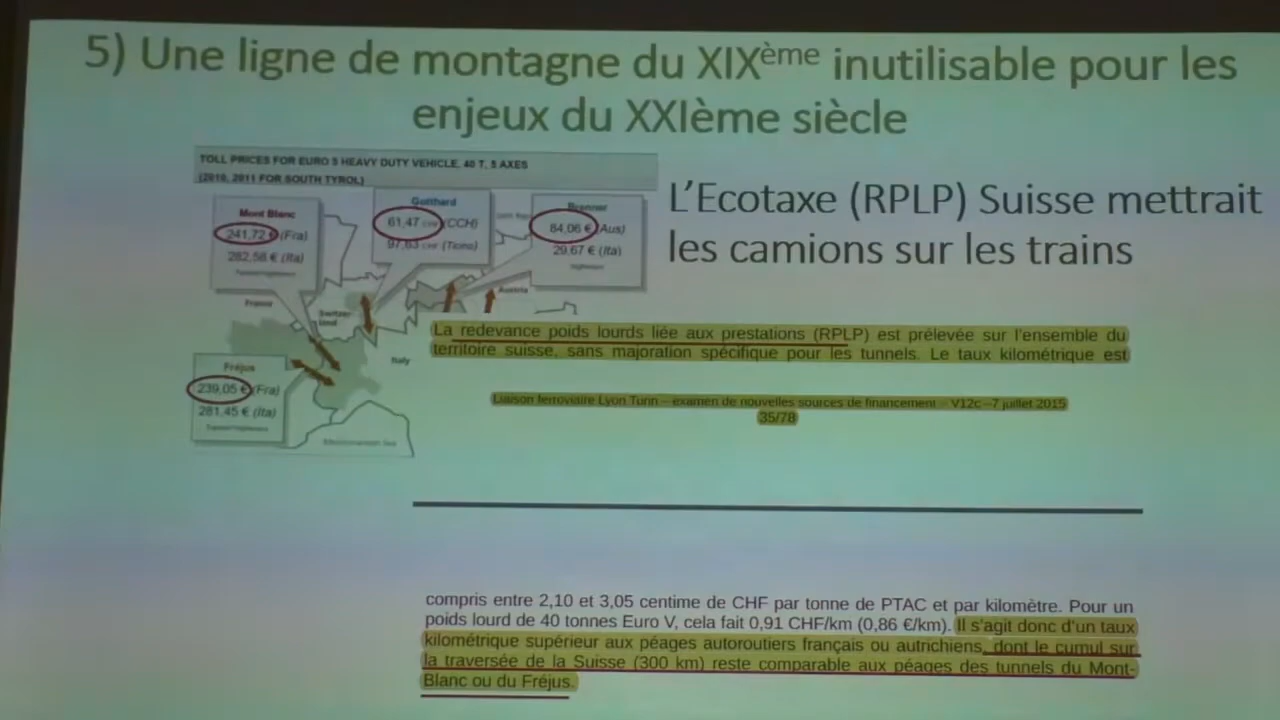 5) Une ligne de montagne du XIXème inutilisable pour les
enjeux du XXIème siècle
TOLL PRICES FOR EURO 5 HEAVY DUTY VEHICLE, 40 T, 5 AXES
(2010, 2011 FOR SOUTH TYROL)
Mont Blanc
241,72 € (Fra)
282,58 € (Ita)
Gotthard
61,47 CHF (CCH)
97,63 CHF (Ticino)
Brenner
84,06 € (Aus)
29,67 € (Ita)
L'Ecotaxe (RPLP) Suisse mettrait
les camions sur les trains
France
Switzer
land
Austria
Italy
Fréjus
239,05 € (Fra)
281,45 € (Ita)
Mediterranean Sea
La redevance poids lourds liée aux prestations (RPLP) est prélevée sur l'ensemble du
territoire suisse, sans majoration spécifique pour les tunnels. Le taux kilométrique est
Liaison ferroviaire Lyon Turin – examen de nouvelles sources de financement – V12c –7 juillet 2015
35/78
compris entre 2,10 et 3,05 centime de CHF par tonne de PTAC et par kilomètre. Pour un
poids lourd de 40 tonnes Euro V, cela fait 0,91 CHF/km (0,86 €/km). Il s'agit donc d'un taux
kilométrique supérieur aux péages autoroutiers français ou autrichiens, dont le cumul sur
la traversée de la Suisse (300 km) reste comparable aux péages des tunnels du Mont-
Blanc ou du Fréjus.